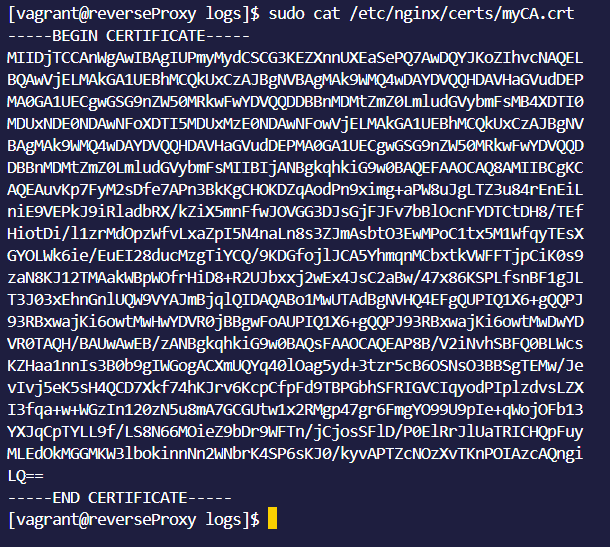 [vagrant@reverseProxy logs]$ sudo cat /etc/nginx/certs/myCA.crt
-----BEGIN CERTIFICATE-----
MIIDjTCCAnWgAwIBAgIUPmyMydCSCG3KEZXnnUXEaSePQ7AwDQYJKoZIhvcNAQEL
BQAwVjELMAkGA1UEBhMCQkUxCzAJBgNVBAgMAk9WMQ4wDAYDVQQHDAVHaGVudDEP
MA0GA1UECgwGSG9nZW50MRkwFwYDVQQDDBBnMDMtZmZ0LmludGVybmFsMB4XDTI0
MDUxNDE0NDAwNFoXDTI5MDUxMzE0NDAwNFowVjELMAkGA1UEBhMCQkUxCzAJBgNV
BAgMAk9WMQ4wDAYDVQQHDAVHaGVudDEPMA0GA1UECgwGSG9nZW50MRkwFwYDVQQD
DBBnMDMtZmZ0LmludGVybmFsMIIBIjANBgkqhkiG9w0BAQEFAAOCAQ8AMIIBCgKC
AQEAuvKp7FyM2sDfe7APn3BkKgCHOKDZqAodPn9ximg+aPW8uJgLTZ3u84rEnEiL
niE9VEPkJ9iRladbRX/kZiX5mnFfwJOVGG3DJsGjFJFv7bBlOcnFYDTCtDH8/TEf
HiotDi/l1zrMdOpzWfvLxaZpI5N4naLn8s3ZJmAsbtO3EwMPoC1tx5M1WfqyTEsX
GYOLWk6ie/EuEI28ducMzgTiYCQ/9KDGfojlJCA5YhmqnMCbxtkVWFFTjpCiK0s9
zaN8KJ12TMAakWBpWOfrHiD8+R2UJbxxj2wEx4JsC2aBw/47x86KSPLfsnBF1gJL
T3J03xEhnGnlUQW9VYAJmBjqlQIDAQABo1MwUTAdBgNVHQ4EFgQUPIQ1X6+gQQPJ
93RBxwajKi6owtMwHwYDVR0jBBgwFoAUPIQ1X6+gQQPJ93RBxwajKi6owtMwDwYD
VR0TAQH/BAUwAwEB/zANBgkqhkiG9w0BAQsFAAOCAQEAP8B/V2iNvhSBFQ0BLWcs
KZHaa1nnIs3B0b9gIWGogACXmUQYq40lOag5yd+3tzr5cB6OSNsO3BBSgTEMw/Je
vIvj5eK5sH4QCD7Xkf74hKJrv6KcpCfpFd9TBPGbhSFRIGVCIqyodPIplzdvsLZX
I3fqa+w+WGzIn120zN5u8mA7GCGUtw1x2RMgp47gr6FmgYO99U9pIe+qWojOFb13
YXJqCpTYLL9f/LS8N66MOieZ9bDr9WFTn/jCjosSFlD/P0ElRrJlUaTRICHQpFuy
MLEdOkMGGMKW3lbokinnNn2WNbrK4SP6sKJ0/kyvAPTZcNOzXvTKnPOIAzcAQngi
LQ==
-----END CERTIFICATE-----
[vagrant@reverseProxy logs]$